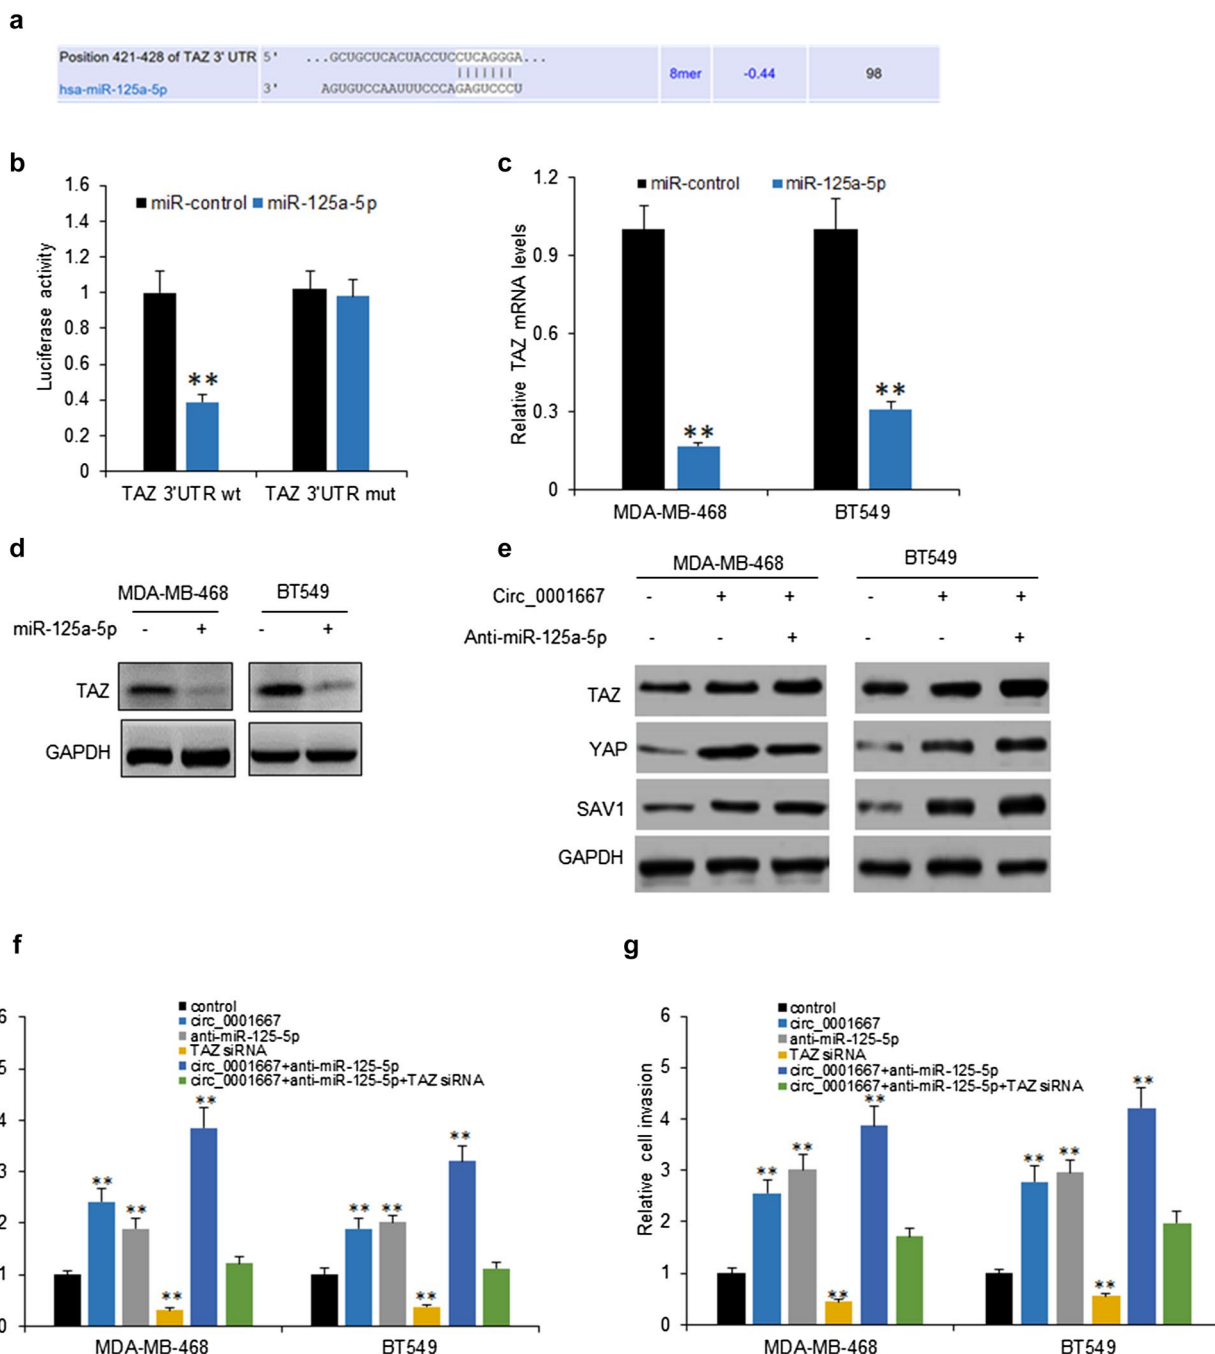 a
Position 421-428 of TAZ 3' UTR 5' ...GCUGCUCACUACCUCCUCAGGGA...
hsa-miR-125a-5p 3' AGUGUCCAAUUUCCCAGAGUCCCU
8mer -0.44 98
b
1.6
1.4
1.2
1
0.8
0.6
0.4
0.2
0
Luciferase activity
miR-control miR-125a-5p
**
TAZ 3'UTR wt TAZ 3'UTR mut
c
1.2
0.9
0.6
0.3
0
Relative TAZ mRNA levels
miR-control miR-125a-5p
** **
MDA-MB-468 BT549
d
MDA-MB-468 BT549
miR-125a-5p - + - +
TAZ
GAPDH
e
MDA-MB-468 BT549
Circ_0001667 - + + - + +
Anti-miR-125a-5p - - + - - +
TAZ
YAP
SAV1
GAPDH
f
6
5
4
3
2
1
0
control
circ_0001667
anti-miR-125-5p
TAZ siRNA
circ_0001667+anti-miR-125-5p
circ_0001667+anti-miR-125-5p+TAZ siRNA
** ** ** ** ** ** ** **
MDA-MB-468 BT549
g
6
5
4
3
2
1
0
Relative cell invasion
control
circ_0001667
anti-miR-125-5p
TAZ siRNA
circ_0001667+anti-miR-125-5p
circ_0001667+anti-miR-125-5p+TAZ siRNA
** ** ** ** ** ** ** **
MDA-MB-468 BT549